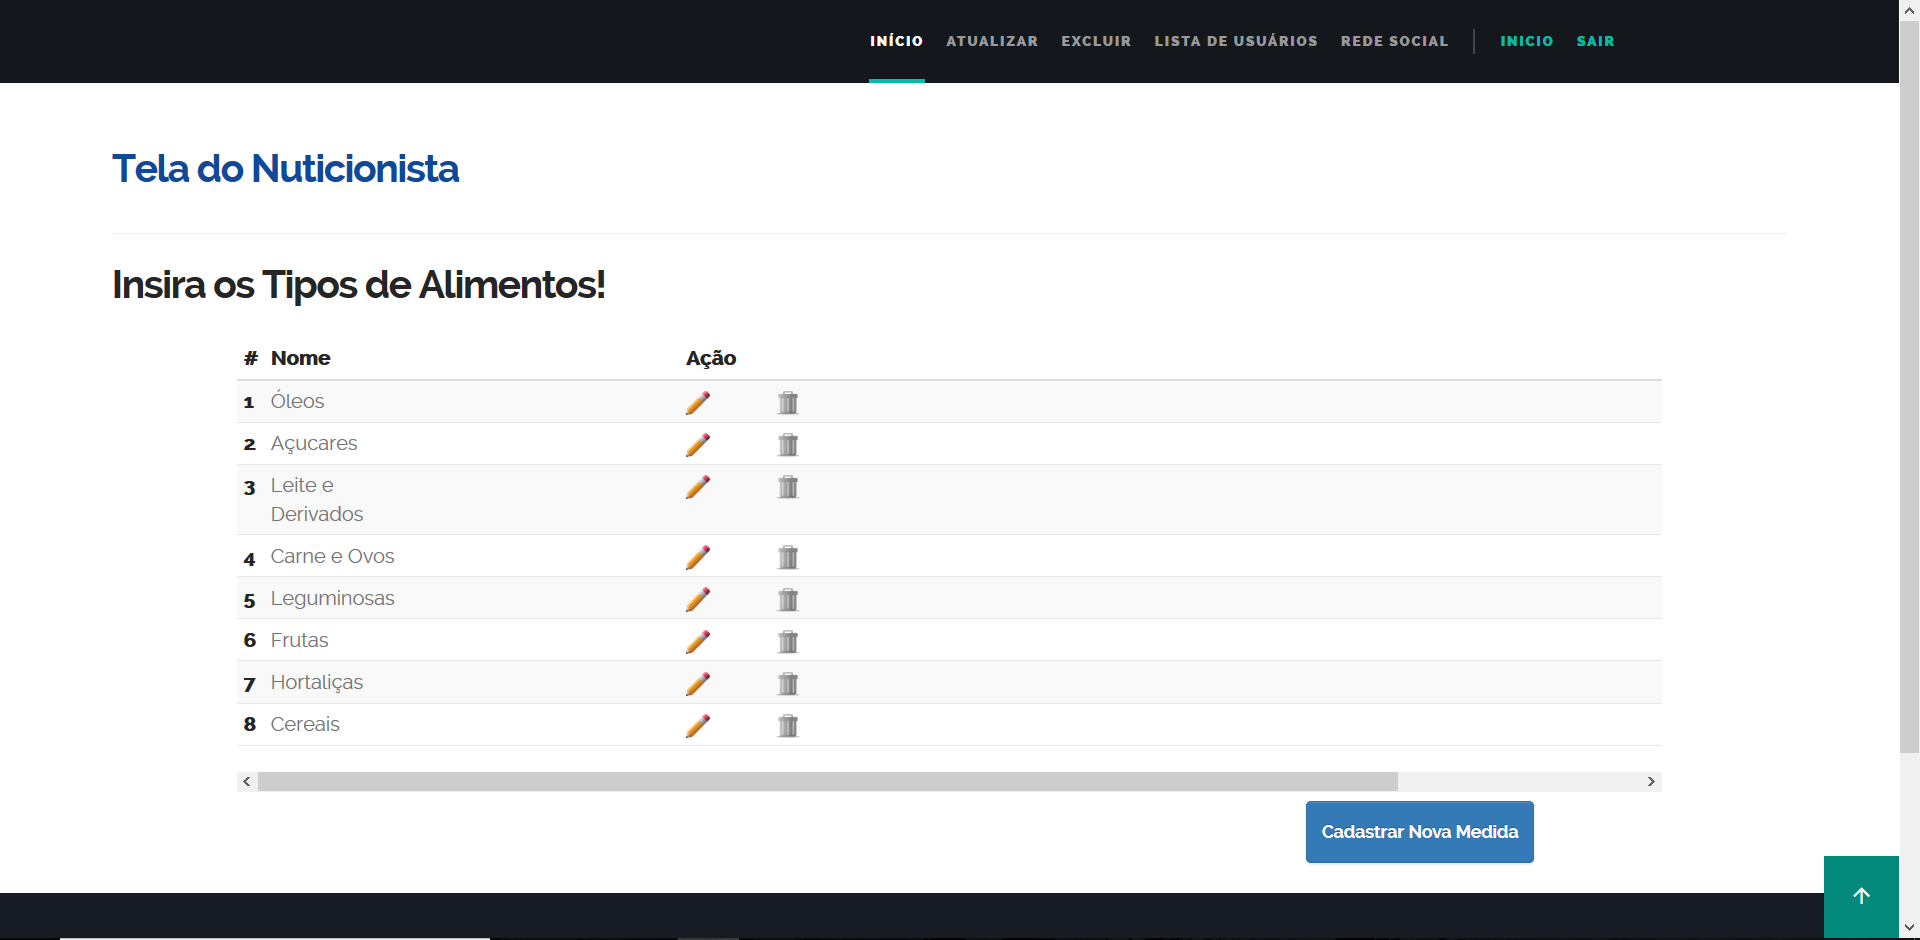 INÍCIO ATUALIZAR EXCLUIR LISTA DE USUÁRIOS REDE SOCIAL INICIO SAIR
Tela do Nuticionista
Insira os Tipos de Alimentos!
# Nome Ação
1 Óleos
2 Açucares
3 Leite e
Derivados
4 Carne e Ovos
5 Leguminosas
6 Frutas
7 Hortaliças
8 Cereais
Cadastrar Nova Medida